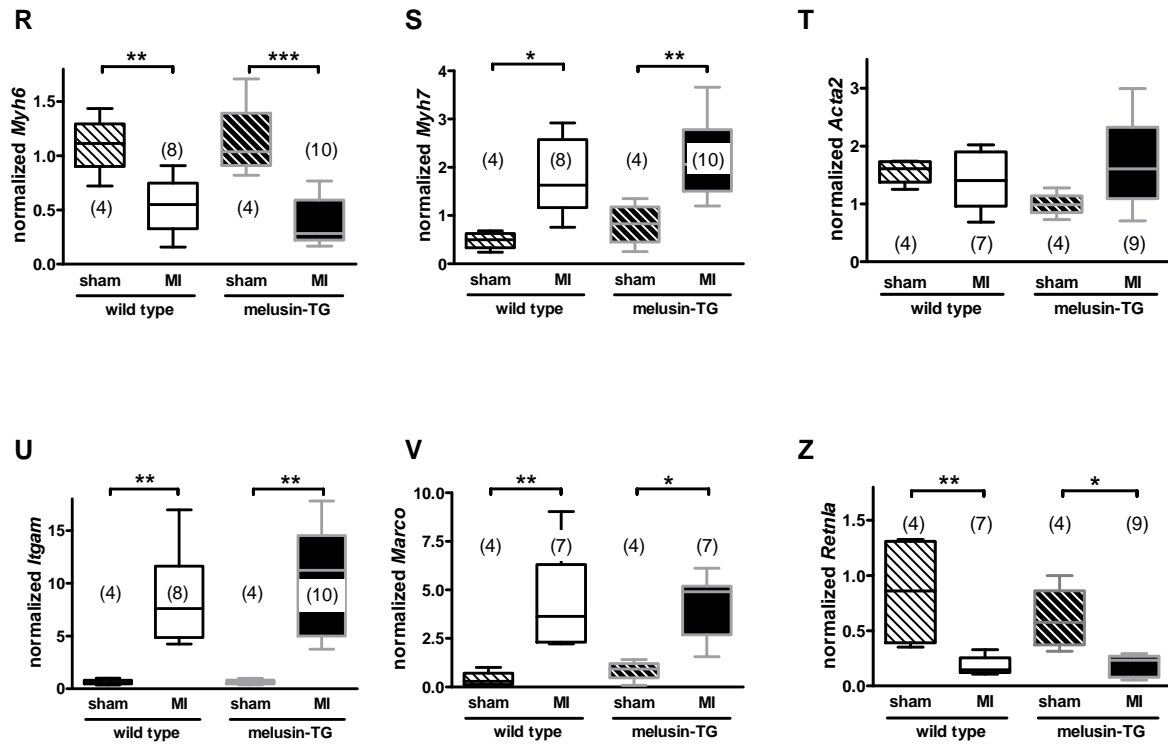 R
** ***
normalized Myh6
1.5
1.0
0.5
0.0
(4) (8) (4) (10)
sham MI sham MI
wild type melusin-TG
S
* **
normalized Myh7
4
3
2
1
0
(4) (8) (4) (10)
sham MI sham MI
wild type melusin-TG
T
normalized Acta2
3
2
1
0
(4) (7) (4) (9)
sham MI sham MI
wild type melusin-TG
U
** **
normalized Itgam
15
10
5
0
(4) (8) (4) (10)
sham MI sham MI
wild type melusin-TG
V
** *
normalized Marco
10.0
7.5
5.0
2.5
0.0
(4) (7) (4) (7)
sham MI sham MI
wild type melusin-TG
Z
** *
normalized Retnla
1.5
1.0
0.5
0.0
(4) (7) (4) (9)
sham MI sham MI
wild type melusin-TG